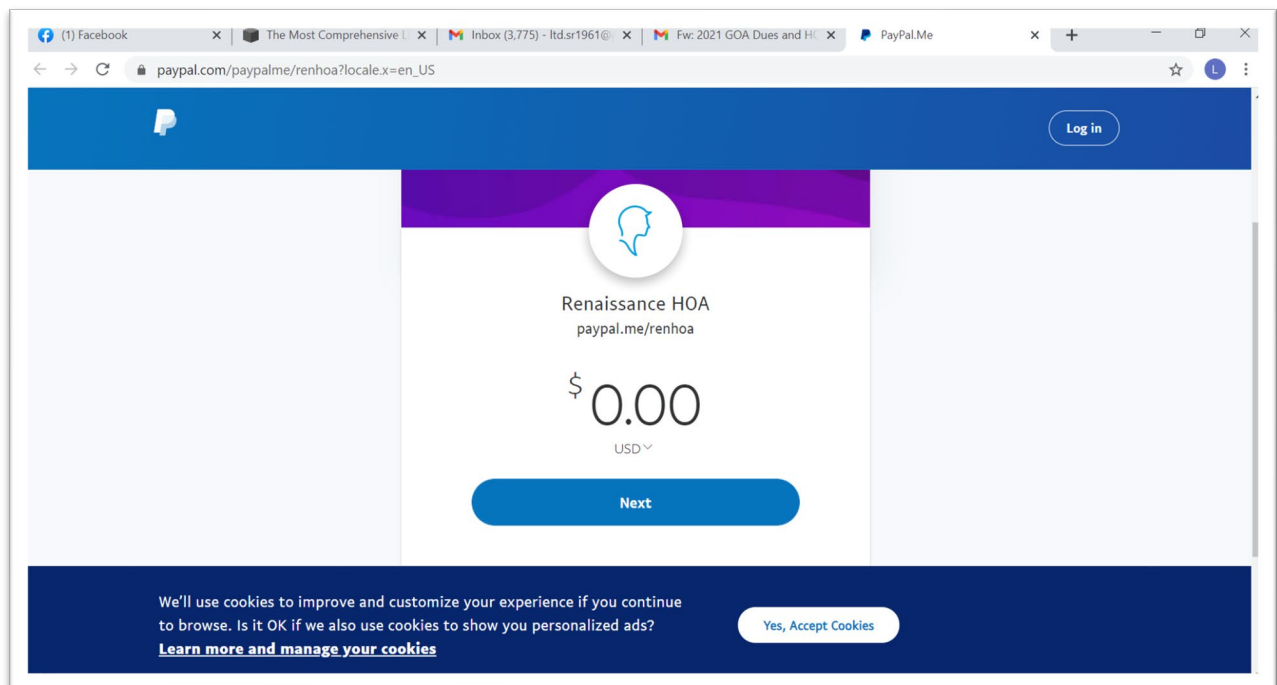 (1) Facebook
The Most Comprehensive
Inbox (3,775) - ltd.sr1961@
Fw: 2021 GOA Dues and
PayPal.Me
paypal.com/paypalme/renhoa?locale.x=en_US
L
Log in
Renaissance HOA
paypal.me/renhoa
$ 0.00
USD
Next
We'll use cookies to improve and customize your experience if you continue
to browse. Is it OK if we also use cookies to show you personalized ads?
Learn more and manage your cookies
Yes, Accept Cookies